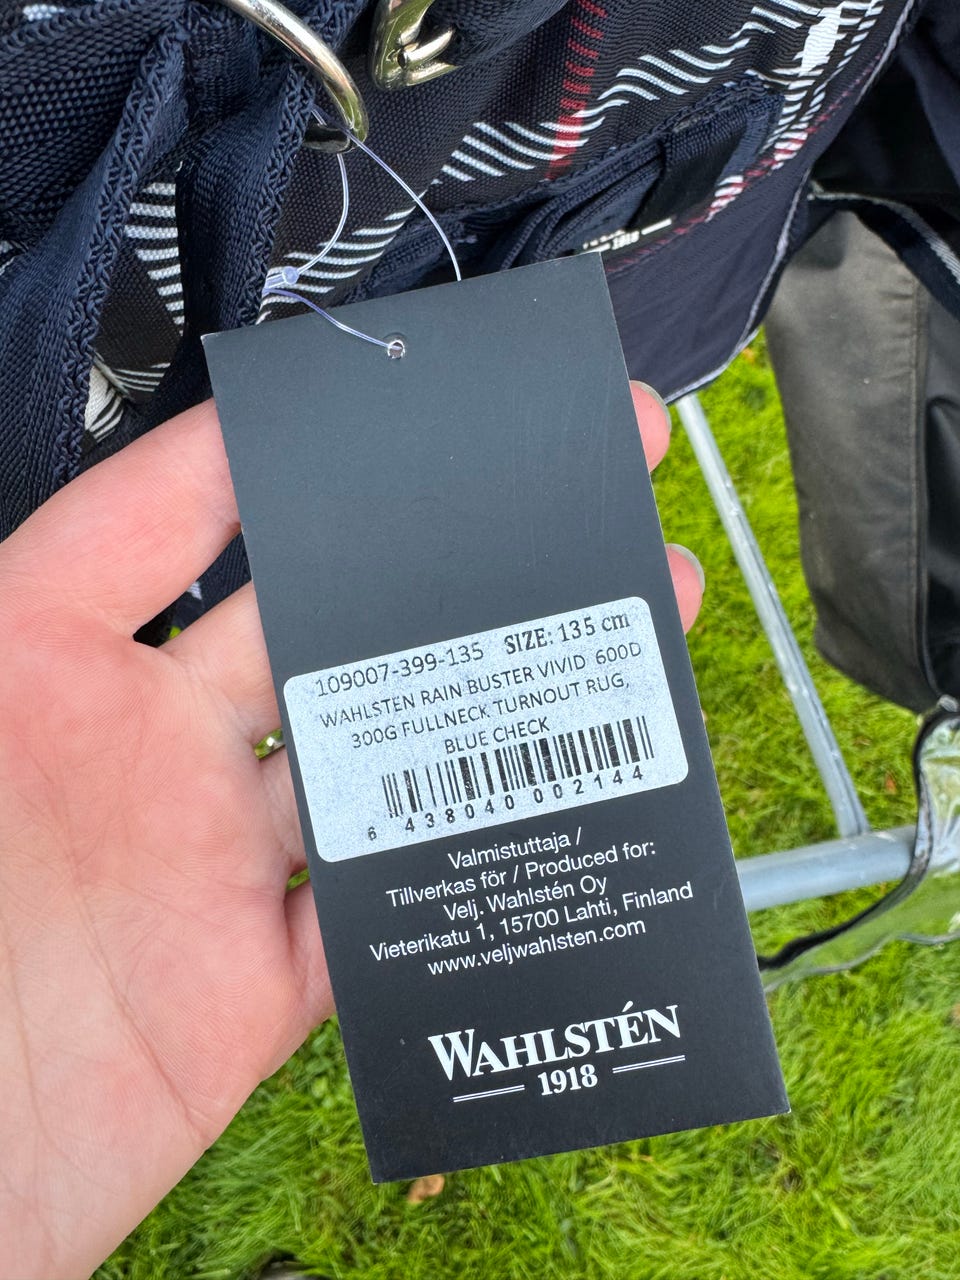 109007-399-135 SIZE: 135 cm
WAHLSTEN RAIN BUSTER VIVID 600D
300G FULLNECK TURNOUT RUG,
BLUE CHECK
6 438040 002144
Valmistuttaja /
Tillverkas för / Produced for:
Velj. Wahlstén Oy
Vieterikatu 1, 15700 Lahti, Finland
www.veljwahlsten.com
WAHLSTÉN
1918